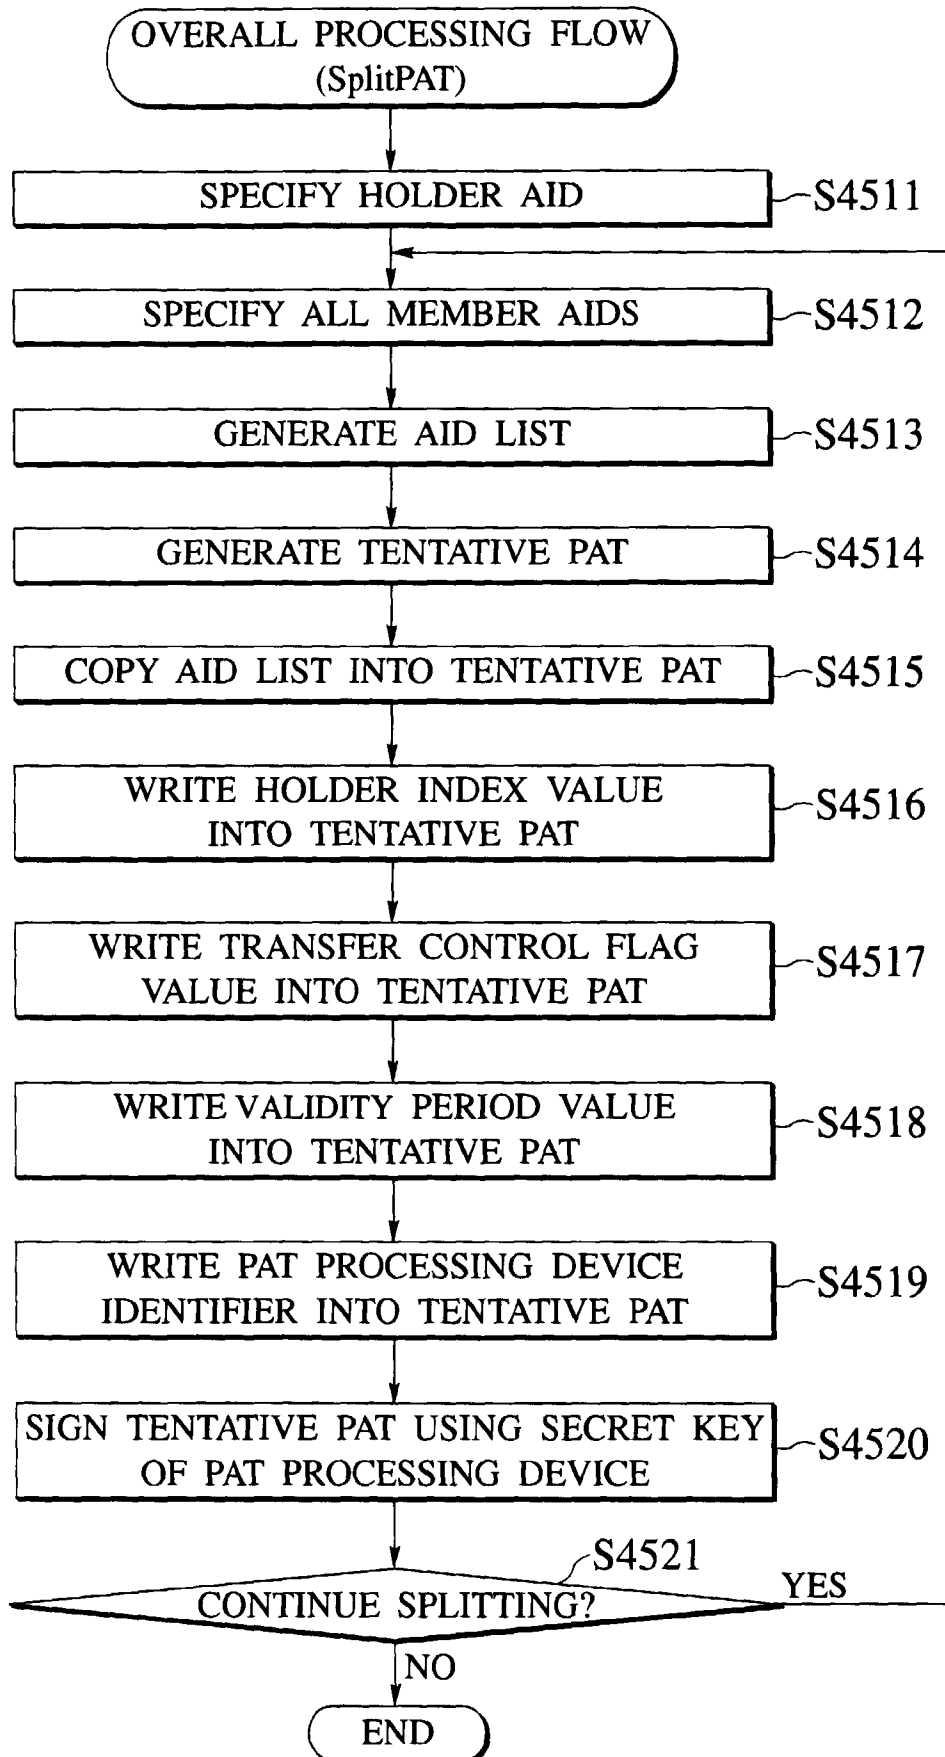 OVERALL PROCESSING FLOW
(SplitPAT)
SPECIFY HOLDER AID
S4511
SPECIFY ALL MEMBER AIDS
S4512
GENERATE AID LIST
S4513
GENERATE TENTATIVE PAT
S4514
COPY AID LIST INTO TENTATIVE PAT
S4515
WRITE HOLDER INDEX VALUE
INTO TENTATIVE PAT
S4516
WRITE TRANSFER CONTROL FLAG
VALUE INTO TENTATIVE PAT
S4517
WRITE VALIDITY PERIOD VALUE
INTO TENTATIVE PAT
S4518
WRITE PAT PROCESSING DEVICE
IDENTIFIER INTO TENTATIVE PAT
S4519
SIGN TENTATIVE PAT USING SECRET KEY
OF PAT PROCESSING DEVICE
S4520
S4521
CONTINUE SPLITTING?
YES
NO
END